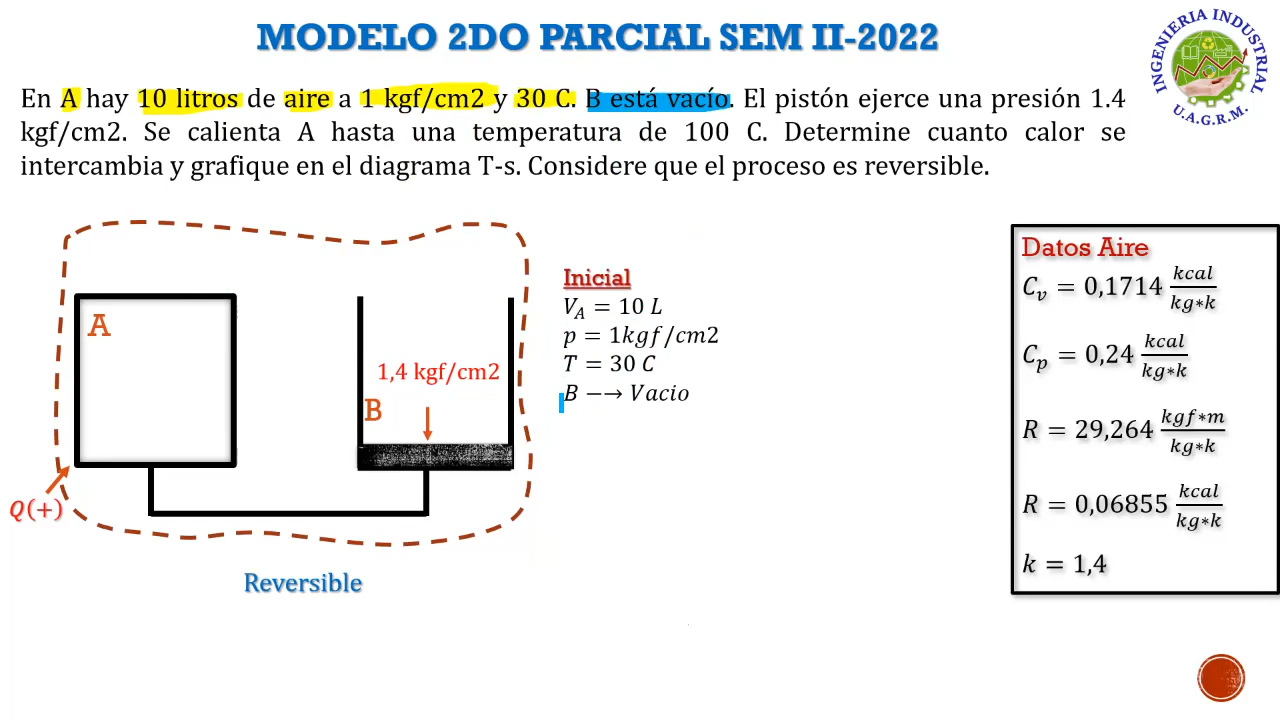 MODELO 2DO PARCIAL SEM II-2022
INGENIERIA INDUSTRIAL
U.A.G.R.M.
En A hay 10 litros de aire a 1 kgf/cm2 y 30 C. B está vacío. El pistón ejerce una presión 1.4
kgf/cm2. Se calienta A hasta una temperatura de 100 C. Determine cuanto calor se
intercambia y grafique en el diagrama T-s. Considere que el proceso es reversible.
A
1,4 kgf/cm2
B
Q(+)
Reversible
Inicial
V_A = 10 L
p = 1kgf/cm2
T = 30 C
B −→ Vacio
Datos Aire
C_v = 0,1714 kcal/kg∗k
C_p = 0,24 kcal/kg∗k
R = 29,264 kgf∗m/kg∗k
R = 0,06855 kcal/kg∗k
k = 1,4